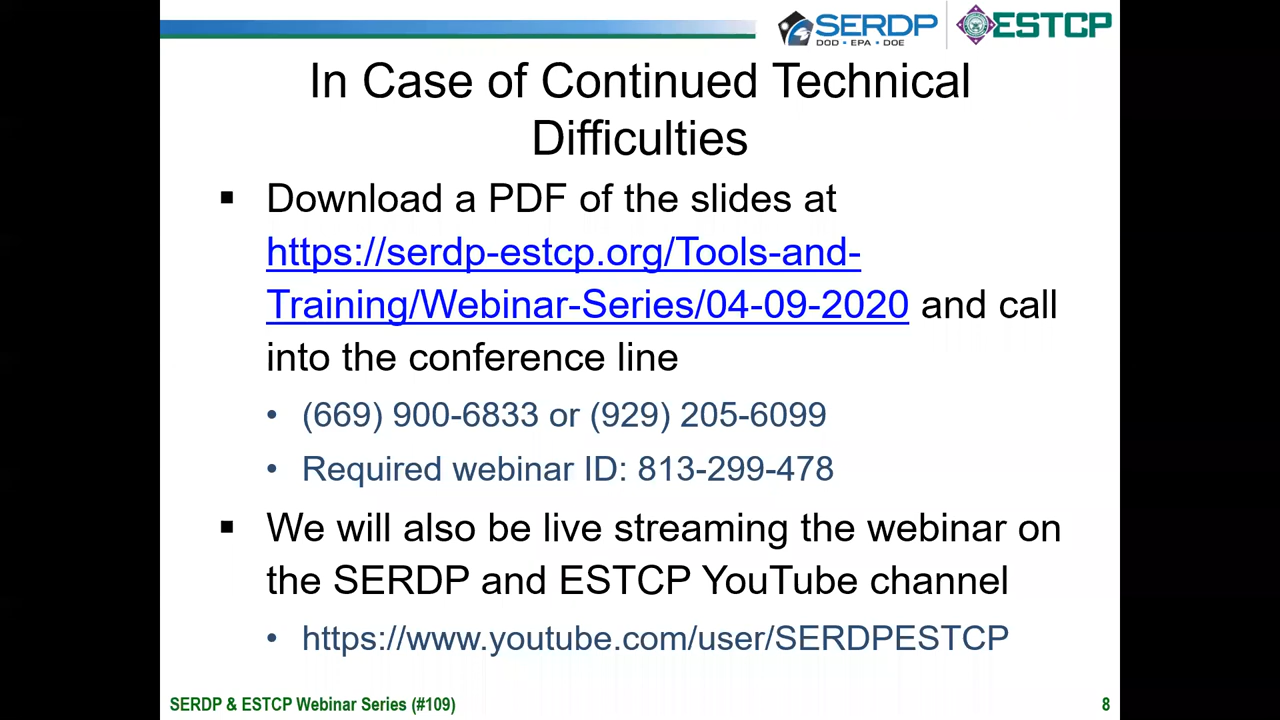 SERDP
DOD • EPA • DOE
ESTCP
In Case of Continued Technical
Difficulties
▪ Download a PDF of the slides at
https://serdp-estcp.org/Tools-and-
Training/Webinar-Series/04-09-2020 and call
into the conference line
• (669) 900-6833 or (929) 205-6099
• Required webinar ID: 813-299-478
▪ We will also be live streaming the webinar on
the SERDP and ESTCP YouTube channel
• https://www.youtube.com/user/SERDPESTCP
SERDP & ESTCP Webinar Series (#109)
8